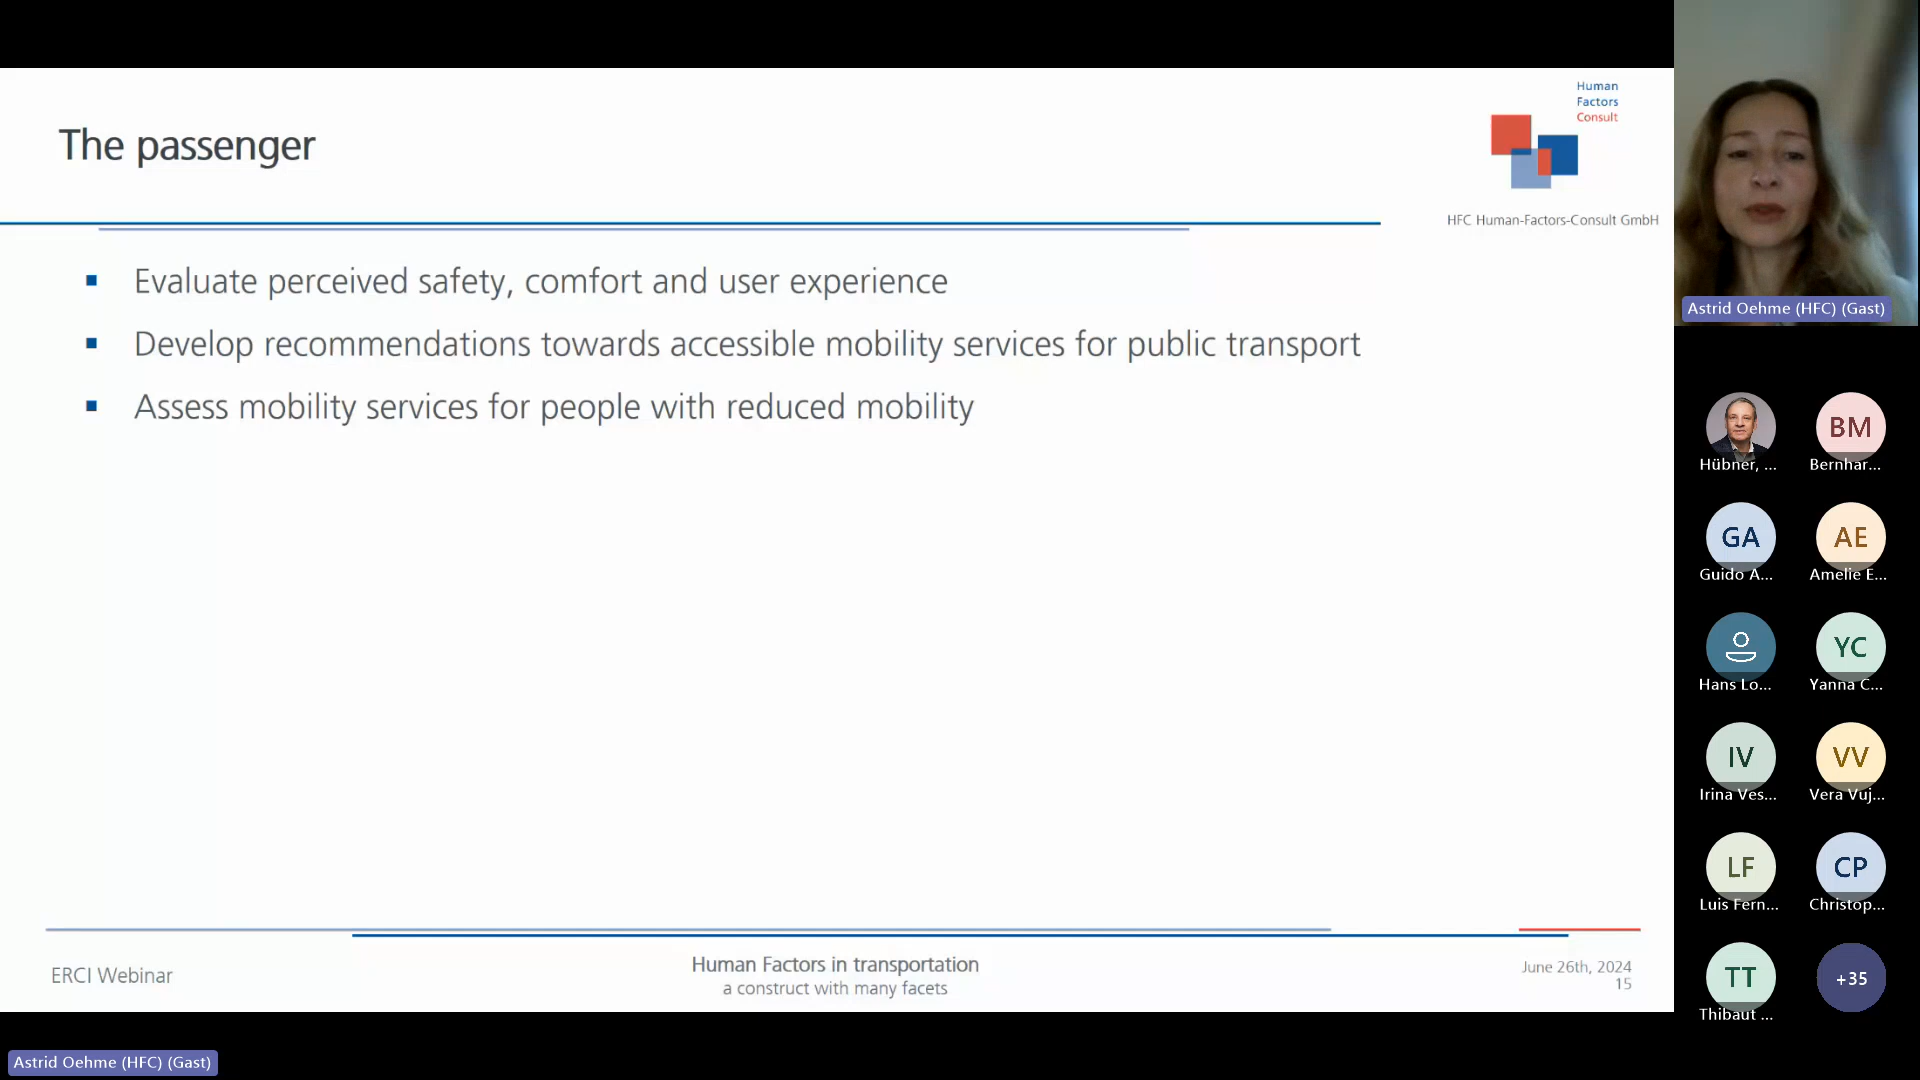 The passenger
Human
Factors
Consult
HFC Human-Factors-Consult GmbH
Evaluate perceived safety, comfort and user experience
Develop recommendations towards accessible mobility services for public transport
Assess mobility services for people with reduced mobility
ERCI Webinar
Human Factors in transportation
a construct with many facets
June 26th, 2024
15
Astrid Oehme (HFC) (Gast)
Hübner, ...
BM
Bernhar...
GA
Guido A...
AE
Amelie E...
Hans Lo...
YC
Yanna C...
IV
Irina Ves...
VV
Vera Vuj...
LF
Luis Fern...
CP
Christop...
TT
Thibaut ...
+35
Astrid Oehme (HFC) (Gast)